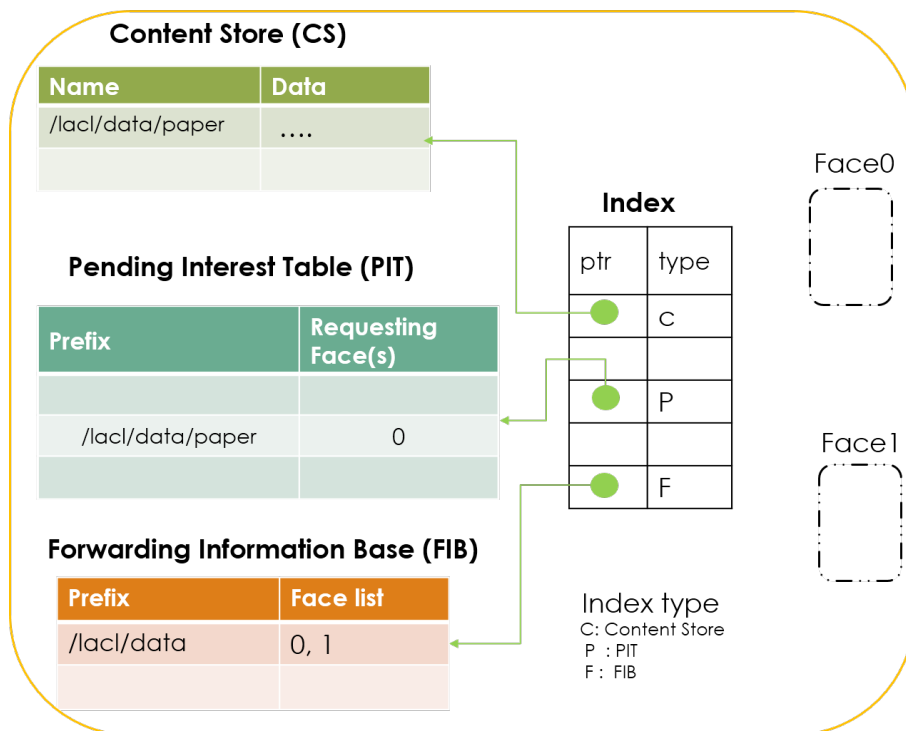 Content Store (CS)
Name Data
/lacl/data/paper ....
Face0
Index
ptr type
c
Pending Interest Table (PIT)
Prefix Requesting Face(s)
P
/lacl/data/paper 0
Face1
F
Forwarding Information Base (FIB)
Prefix Face list
/lacl/data 0, 1
Index type
C: Content Store
P : PIT
F : FIB